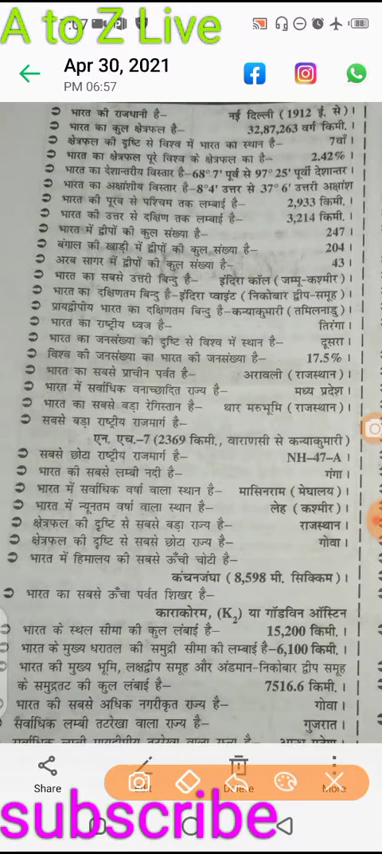 A to Z Live
Apr 30, 2021
PM 06:57
भारत की राजधानी है– नई दिल्ली (1912 ई. से)।
भारत का कुल क्षेत्रफल है– 32,87,263 वर्ग किमी.।
क्षेत्रफल की दृष्टि से विश्व में भारत का स्थान है– 7वाँ।
भारत का क्षेत्रफल पूरे विश्व के क्षेत्रफल का है– 2.42%।
भारत का देशान्तरीय विस्तार है–68°7' पूर्व से 97°25' पूर्वी देशान्तर।
भारत का अक्षांशीय विस्तार है–8°4' उत्तर से 37°6' उत्तरी अक्षांश
भारत की पूरब से पश्चिम तक लम्बाई है– 2,933 किमी.।
भारत की उत्तर से दक्षिण तक लम्बाई है– 3,214 किमी.।
भारत में द्वीपों की कुल संख्या है– 247।
बंगाल की खाड़ी में द्वीपों की कुल संख्या है– 204
अरब सागर में द्वीपों की कुल संख्या है– 43।
भारत का सबसे उत्तरी बिन्दु है– इंदिरा कॉल (जम्मू-कश्मीर)।
भारत का दक्षिणतम बिन्दु है–इंदिरा प्वाइंट (निकोबार द्वीप-समूह)।
प्रायद्वीपीय भारत का दक्षिणतम बिन्दु है–कन्याकुमारी (तमिलनाडु)।
भारत का राष्ट्रीय ध्वज है– तिरंगा।
भारत का जनसंख्या की दृष्टि से विश्व में स्थान है– दूसरा।
विश्व की जनसंख्या का भारत की जनसंख्या है– 17.5%।
भारत का सबसे प्राचीन पर्वत है– अरावली (राजस्थान)।
भारत में सर्वाधिक वनाच्छादित राज्य है– मध्य प्रदेश।
भारत का सबसे बड़ा रेगिस्तान है– थार मरुभूमि (राजस्थान)।
सबसे बड़ा राष्ट्रीय राजमार्ग है–
एन. एच.–7 (2369 किमी., वाराणसी से कन्याकुमारी)
सबसे छोटा राष्ट्रीय राजमार्ग है– NH–47–A।
भारत की सबसे लम्बी नदी है– गंगा।
भारत में सर्वाधिक वर्षा वाला स्थान है– मासिनराम (मेघालय)।
भारत में न्यूनतम वर्षा वाला स्थान है– लेह (कश्मीर)।
क्षेत्रफल की दृष्टि से सबसे बड़ा राज्य है– राजस्थान।
क्षेत्रफल की दृष्टि से सबसे छोटा राज्य है– गोवा।
भारत में हिमालय की सबसे ऊँची चोटी है–
कंचनजंघा (8,598 मी. सिक्किम)।
भारत का सबसे ऊँचा पर्वत शिखर है–
काराकोरम, (K2) या गॉडविन ऑस्टिन
भारत के स्थल सीमा की कुल लंबाई है– 15,200 किमी.।
भारत के मुख्य धरातल की समुद्री सीमा की लम्बाई है–6,100 किमी.।
भारत की मुख्य भूमि, लक्षद्वीप समूह और अंडमान-निकोबार द्वीप समूह
के समुद्रतट की कुल लंबाई है– 7516.6 किमी.।
भारत की सबसे अधिक नगरीकृत राज्य है– गोवा।
सर्वाधिक लम्बी तटरेखा वाला राज्य है– गुजरात।
Share
More
subscribe